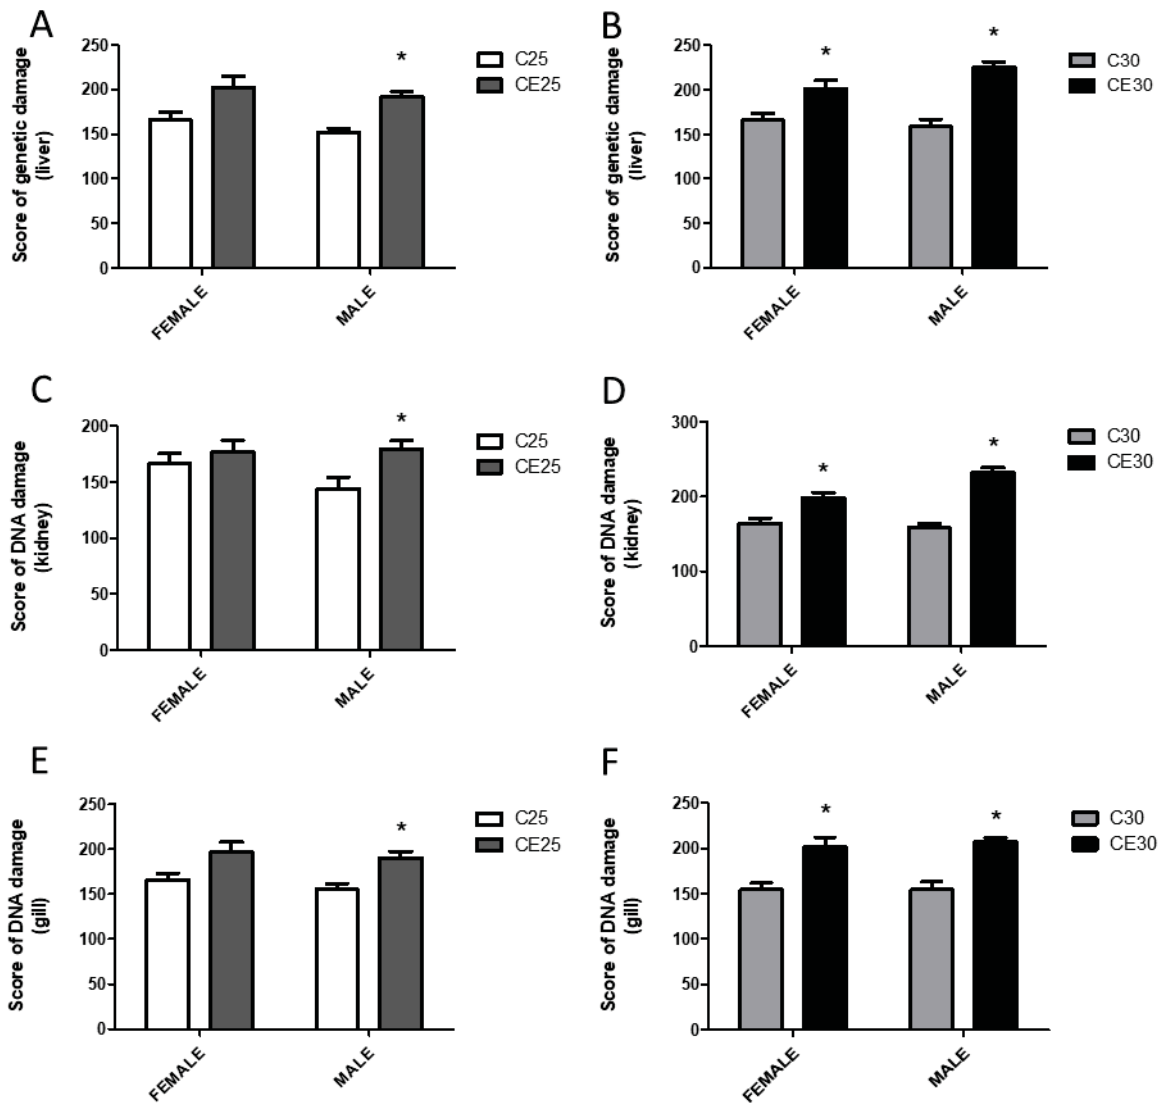 A
Score of genetic damage
(liver)
250
200
150
100
50
0
*
C25
CE25
FEMALE
MALE
B
Score of genetic damage
(liver)
250
200
150
100
50
0
*
*
C30
CE30
FEMALE
MALE
C
Score of DNA damage
(kidney)
200
150
100
50
0
*
C25
CE25
FEMALE
MALE
D
Score of DNA damage
(kidney)
300
200
100
0
*
*
C30
CE30
FEMALE
MALE
E
Score of DNA damage
(gill)
250
200
150
100
50
0
*
C25
CE25
FEMALE
MALE
F
Score of DNA damage
(gill)
250
200
150
100
50
0
*
*
C30
CE30
FEMALE
MALE